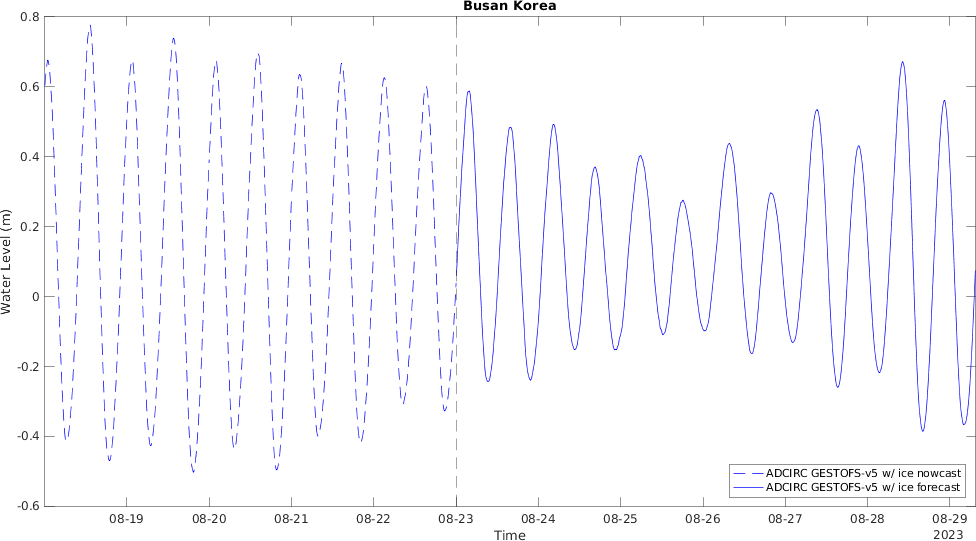 Busan Korea
0.8
0.6
0.4
0.2
0
-0.2
-0.4
-0.6
Water Level (m)
08-19 08-20 08-21 08-22 08-23 08-24 08-25 08-26 08-27 08-28 08-29
2023
Time
ADCIRC GESTOFS-v5 w/ ice nowcast
ADCIRC GESTOFS-v5 w/ ice forecast